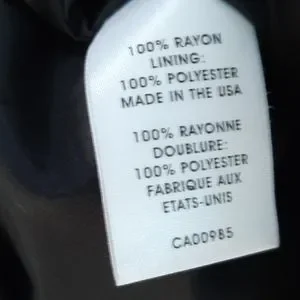 100% RAYON
LINING:
100% POLYESTER
MADE IN THE USA
100% RAYONNE
DOUBLURE:
100% POLYESTER
FABRIQUE AUX
ETATS-UNIS
CA00985